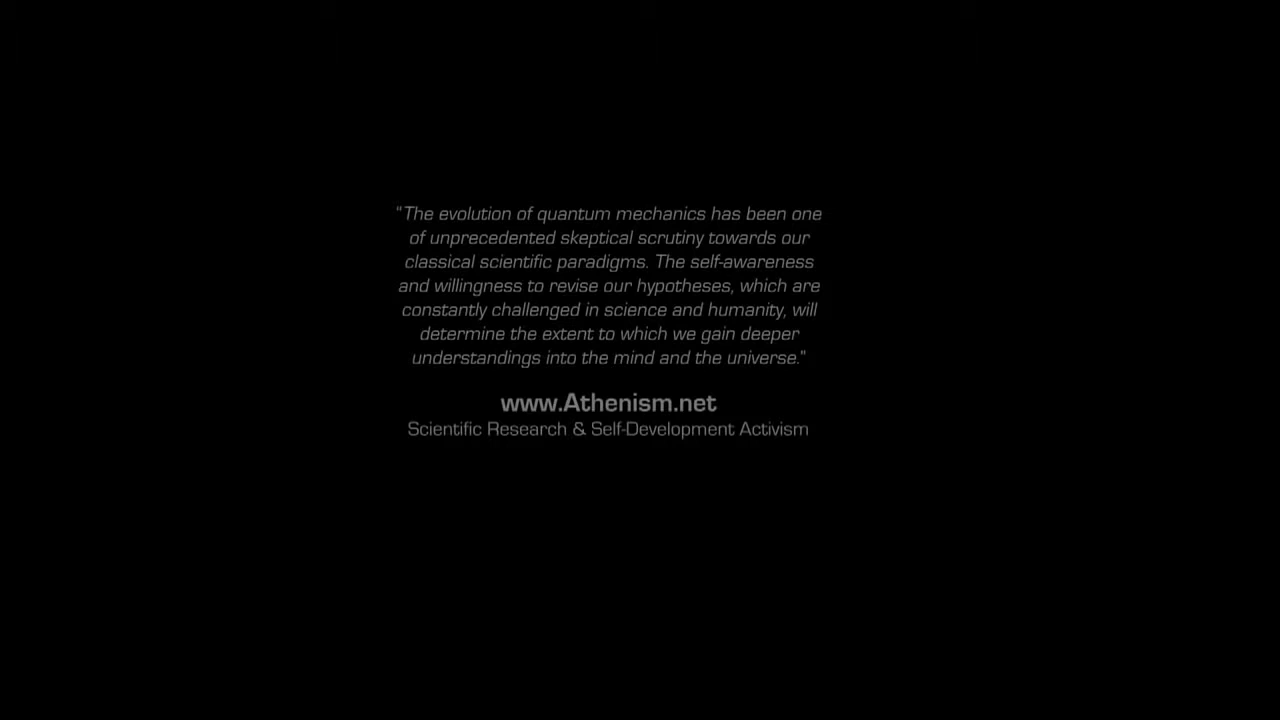 "The evolution of quantum mechanics has been one
of unprecedented skeptical scrutiny towards our
classical scientific paradigms. The self-awareness
and willingness to revise our hypotheses, which are
constantly challenged in science and humanity, will
determine the extent to which we gain deeper
understandings into the mind and the universe."
www.Athenism.net
Scientific Research & Self-Development Activism